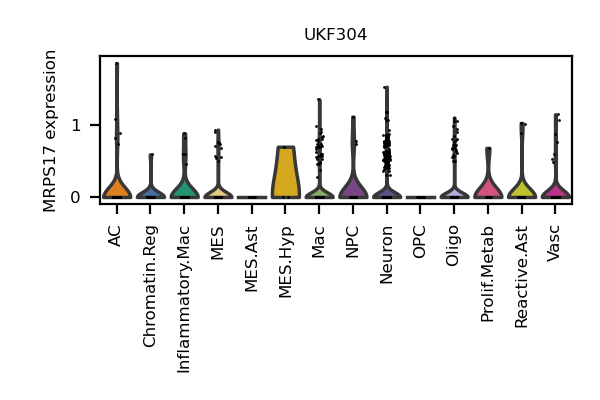 UKF304
MRPS17 expression
1
0
AC
Chromatin.Reg
Inflammatory.Mac
MES
MES.Ast
MES.Hyp
Mac
NPC
Neuron
OPC
Oligo
Prolif.Metab
Reactive.Ast
Vasc